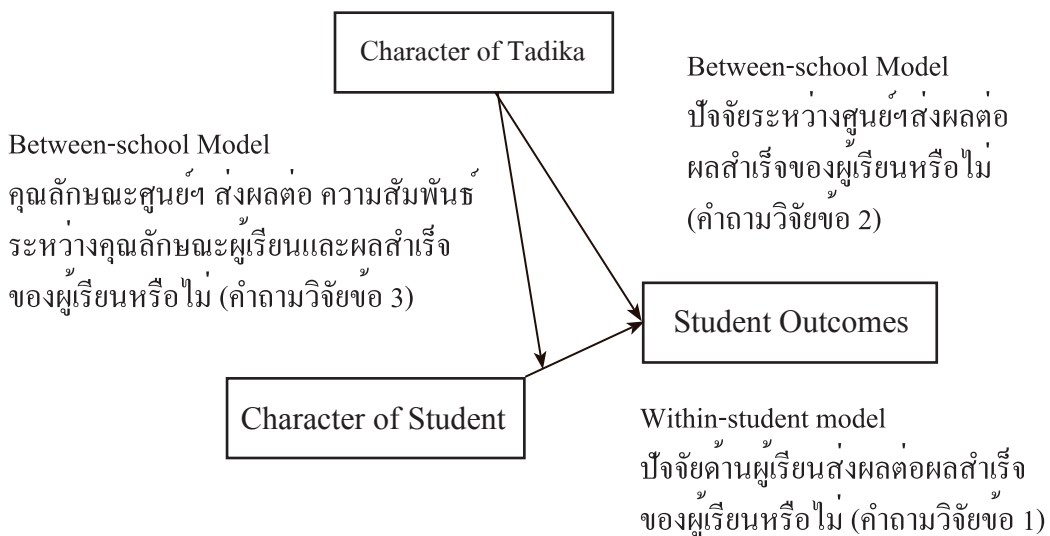 Character of Tadika
Between-school Model
ปัจจัยระหว่างศูนย์ฯส่งผลต่อ
ผลสำเร็จของผู้เรียนหรือไม่
(คำถามวิจัยข้อ 2)
Between-school Model
คุณลักษณะศูนย์ฯ ส่งผลต่อ ความสัมพันธ์
ระหว่างคุณลักษณะผู้เรียนและผลสำเร็จ
ของผู้เรียนหรือไม่ (คำถามวิจัยข้อ 3)
Student Outcomes
Character of Student
Within-student model
ปัจจัยด้านผู้เรียนส่งผลต่อผลสำเร็จ
ของผู้เรียนหรือไม่ (คำถามวิจัยข้อ 1)